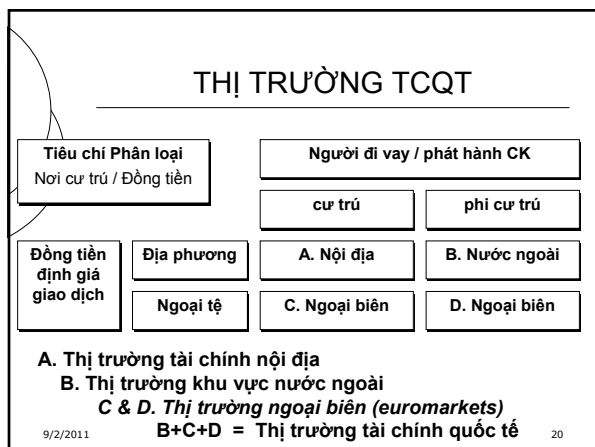 THỊ TRƯỜNG TCQT
Tiêu chí Phân loại
Nơi cư trú / Đồng tiền
Người đi vay / phát hành CK
cư trú
phi cư trú
Đồng tiền
định giá
giao dịch
Địa phương
A. Nội địa
B. Nước ngoài
Ngoại tệ
C. Ngoại biên
D. Ngoại biên
A. Thị trường tài chính nội địa
B. Thị trường khu vực nước ngoài
C & D. Thị trường ngoại biên (euromarkets)
B+C+D = Thị trường tài chính quốc tế
9/2/2011
20